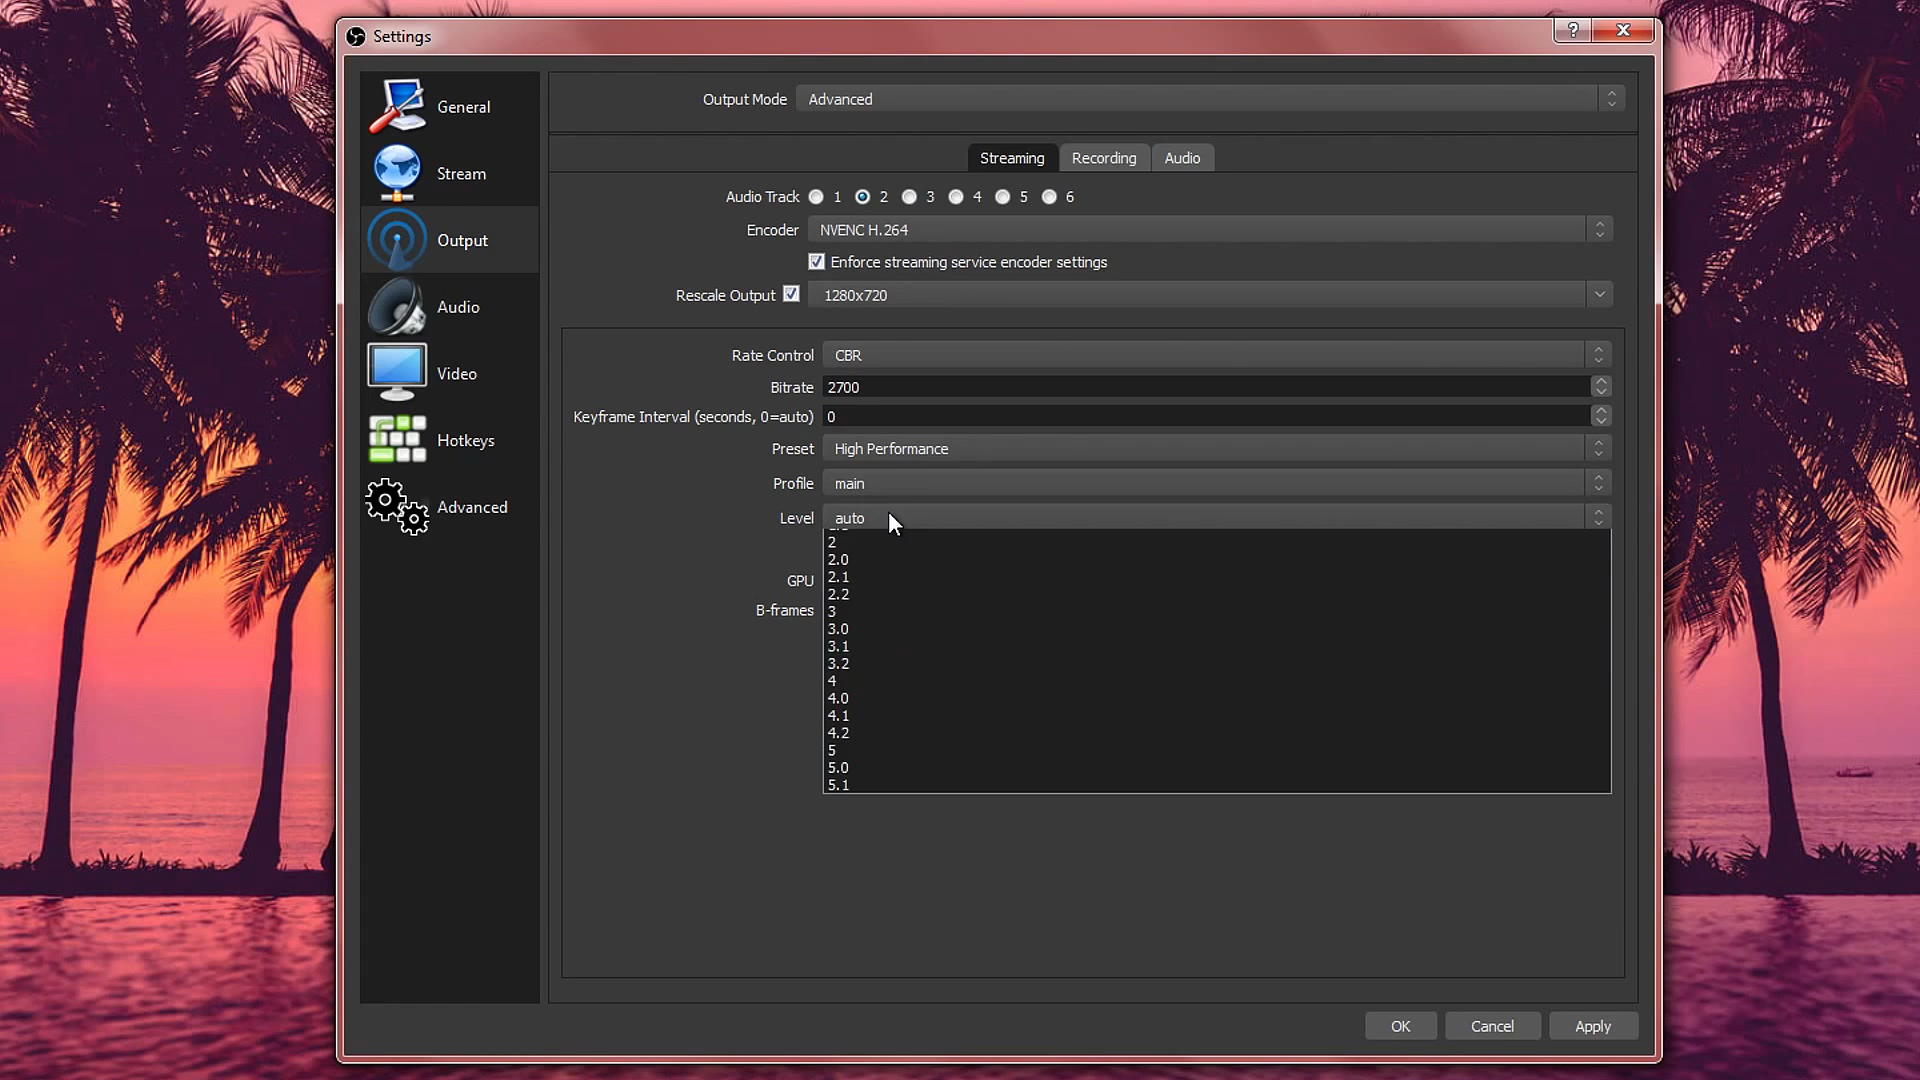 Settings
?
General
Stream
Output
Audio
Video
Hotkeys
Advanced
Output Mode Advanced
Streaming Recording Audio
Audio Track 1 2 3 4 5 6
Encoder NVENC H.264
Enforce streaming service encoder settings
Rescale Output 1280x720
Rate Control CBR
Bitrate 2700
Keyframe Interval (seconds, 0=auto) 0
Preset High Performance
Profile main
Level auto
2
2.0
2.1
GPU
2.2
B-frames
3
3.0
3.1
3.2
4
4.0
4.1
4.2
5
5.0
5.1
OK Cancel Apply